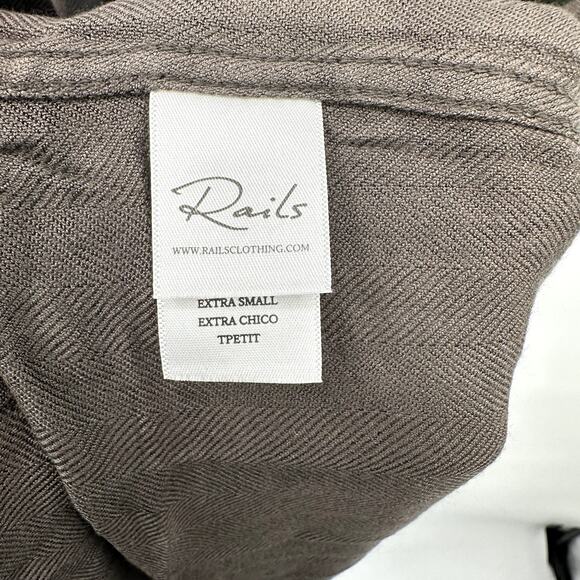 Rails
WWW.RAILSCLOTHING.COM
EXTRA SMALL
EXTRA CHICO
TPETIT